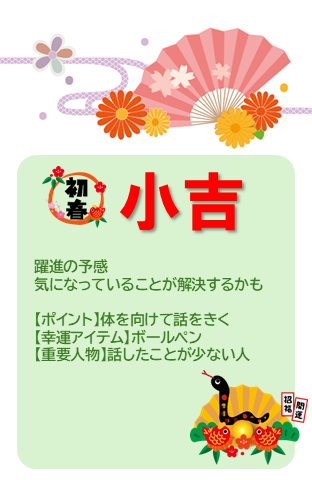 初春
小吉
躍進の予感
気になっていることが解決するかも
【ポイント】体を向けて話をきく
【幸運アイテム】ボールペン
【重要人物】話したことが少ない人
招福
開運